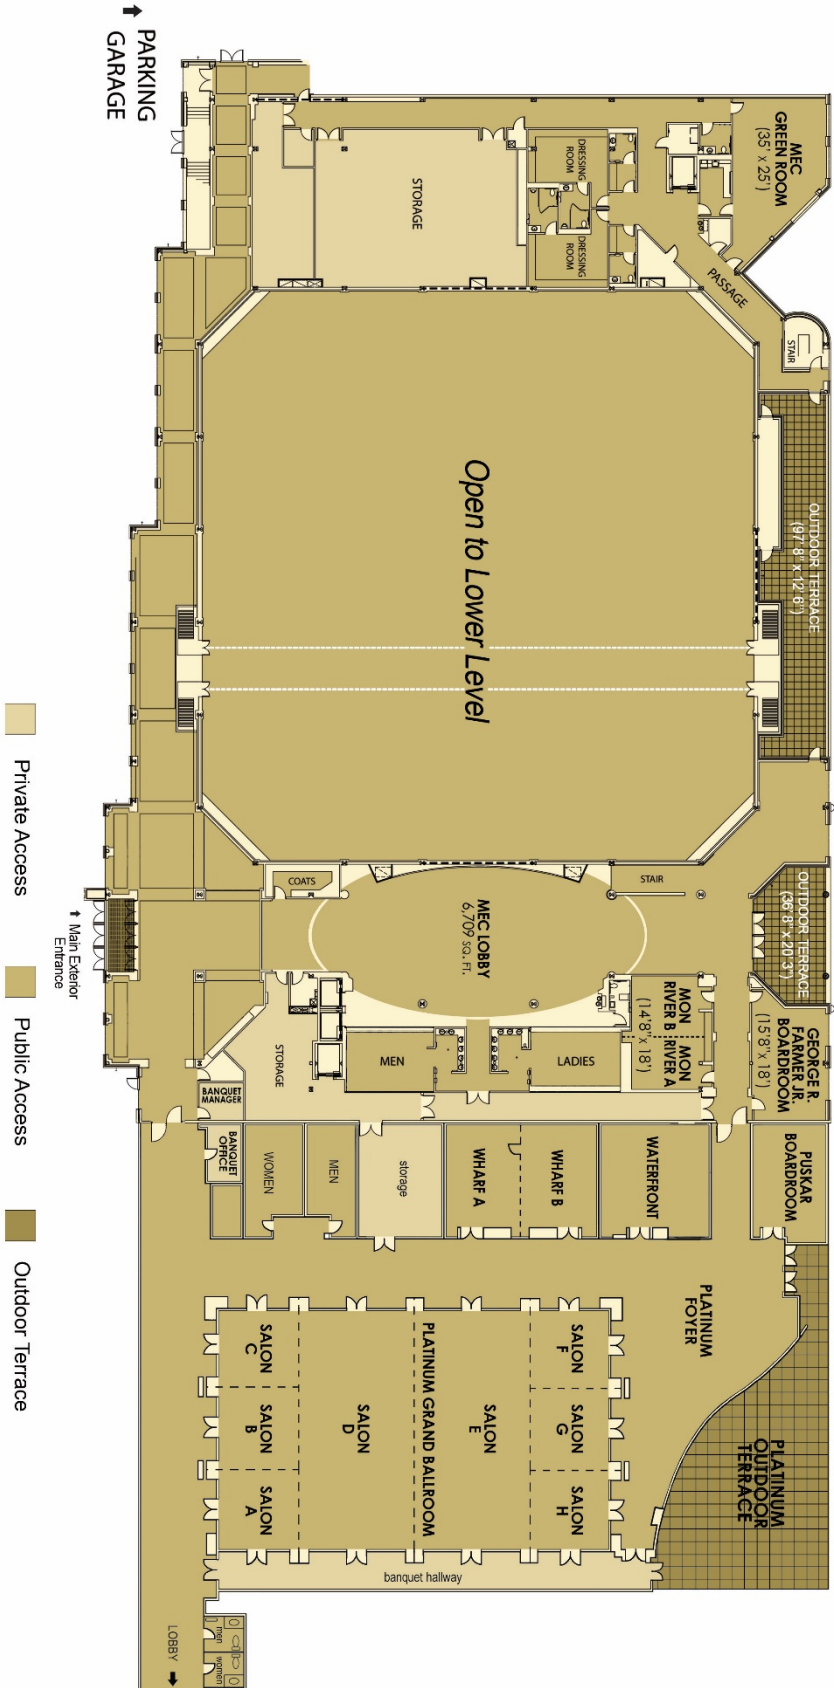 PARKING
GARAGE
MEC
GREEN ROOM
(35' x 25')
STORAGE
DRESSING
ROOM
DRESSING
ROOM
PASSAGE
STAIR
OUTDOOR TERRACE
(97'8" x 12'6")
Open to Lower Level
COATS
STAIR
MEC LOBBY
6,709 SQ. FT.
OUTDOOR TERRACE
(36'8" x 20'3")
Main Exterior
Entrance
STORAGE
MEN
LADIES
MON
RIVER B
MON
RIVER A
(14'8" x 18')
GEORGE R.
FARMER JR.
BOARDROOM
(15'8" x 18')
BANQUET
MANAGER
BANQUET
OFFICE
WOMEN
MEN
storage
WHARF A
WHARF B
WATERFRONT
PUSKAR
BOARDROOM
PLATINUM
FOYER
SALON
C
SALON
B
SALON
A
SALON
D
PLATINUM GRAND BALLROOM
SALON
E
SALON
F
SALON
G
SALON
H
PLATINUM
OUTDOOR
TERRACE
banquet hallway
men
women
LOBBY
Private Access
Public Access
Outdoor Terrace